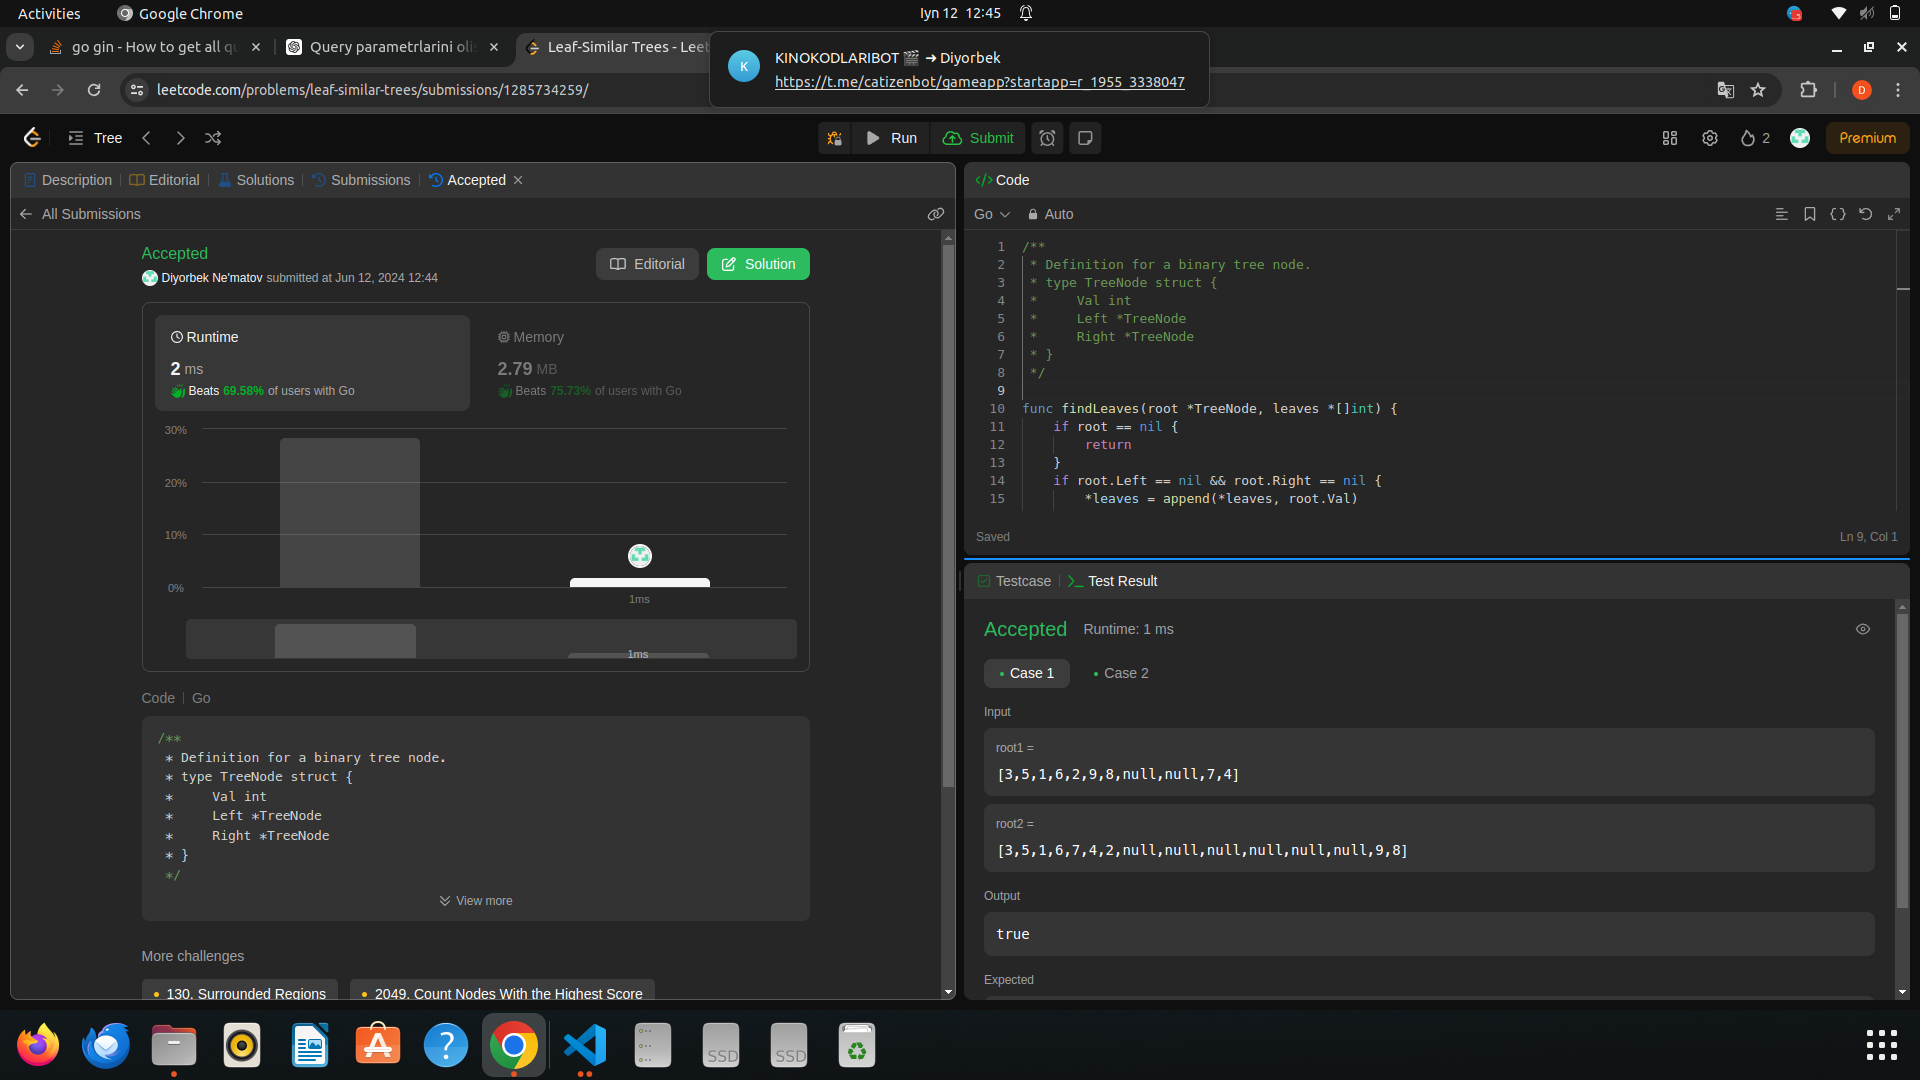 Activities
Google Chrome
Iyn 12 12:45
go gin - How to get all qu
Query parametrlarini olis
Leaf-Similar Trees - Leet
K
KINOKODLARIBOT 🎬 ➜ Diyorbek
https://t.me/catizenbot/gameapp?startapp=r_1955_3338047
leetcode.com/problems/leaf-similar-trees/submissions/1285734259/
D
Tree
Run
Submit
2
Premium
Description
Editorial
Solutions
Submissions
Accepted
All Submissions
Accepted
Diyorbek Ne'matov submitted at Jun 12, 2024 12:44
Editorial
Solution
Runtime
2 ms
Beats 69.58% of users with Go
Memory
2.79 MB
Beats 75.73% of users with Go
30%
20%
10%
0%
1ms
1ms
Code | Go
/**
* Definition for a binary tree node.
* type TreeNode struct {
*     Val int
*     Left *TreeNode
*     Right *TreeNode
* }
*/
View more
More challenges
130. Surrounded Regions
2049. Count Nodes With the Highest Score
</> Code
Go
Auto
1 /**
2 * Definition for a binary tree node.
3 * type TreeNode struct {
4 *     Val int
5 *     Left *TreeNode
6 *     Right *TreeNode
7 * }
8 */
9
10 func findLeaves(root *TreeNode, leaves *[]int) {
11     if root == nil {
12         return
13     }
14     if root.Left == nil && root.Right == nil {
15         *leaves = append(*leaves, root.Val)
Saved
Ln 9, Col 1
Testcase
Test Result
Accepted
Runtime: 1 ms
Case 1
Case 2
Input
root1 =
[3,5,1,6,2,9,8,null,null,7,4]
root2 =
[3,5,1,6,7,4,2,null,null,null,null,null,null,9,8]
Output
true
Expected
SSD
SSD